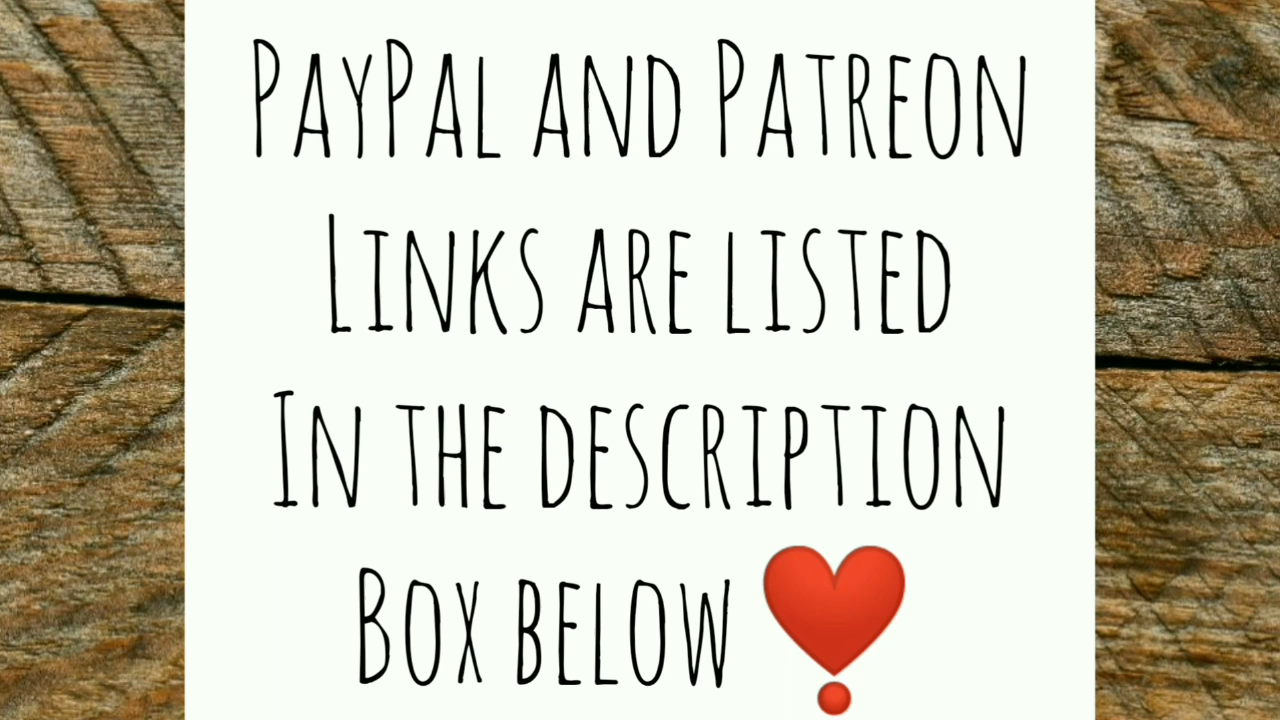 PayPal and Patreon
Links are listed
In the description
Box below ❣️